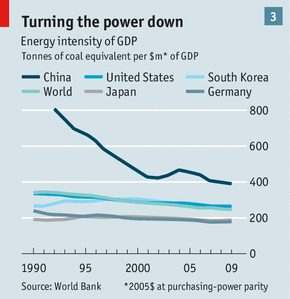 3
Turning the power down
Energy intensity of GDP
Tonnes of coal equivalent per $m* of GDP
China United States South Korea
World Japan Germany
800
600
400
200
0
1990 95 2000 05 09
Source: World Bank *2005$ at purchasing-power parity